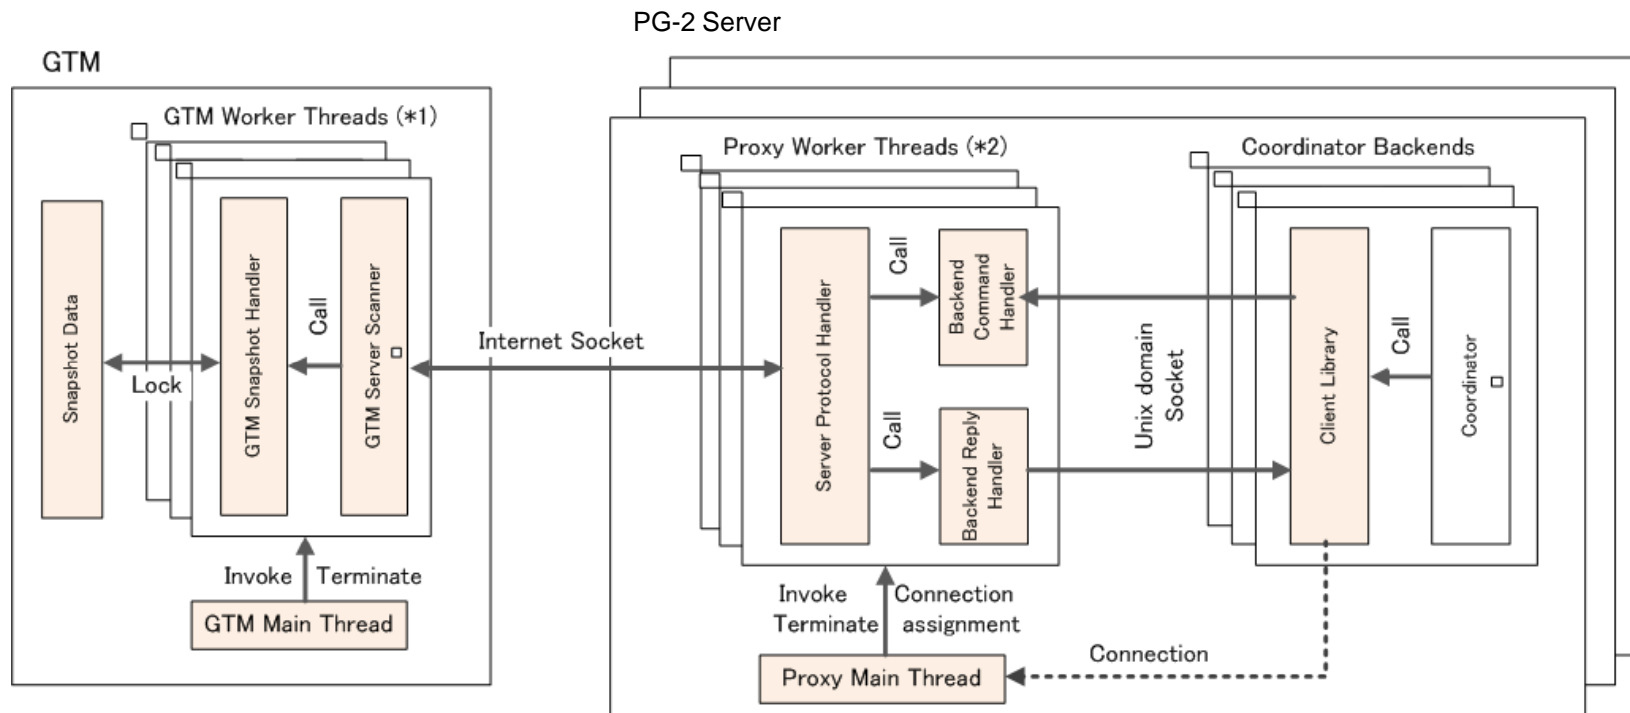 PG-2 Server
GTM
GTM Worker Threads (*1)
Snapshot Data
Lock
GTM Snapshot Handler
Call
GTM Server Scanner
Invoke
Terminate
GTM Main Thread
Internet Socket
Proxy Worker Threads (*2)
Server Protocol Handler
Call
Backend
Command
Handler
Call
Backend Reply
Handler
Invoke
Terminate
Connection
assignment
Proxy Main Thread
Unix domain
Socket
Coordinator Backends
Client Library
Call
Coordinator
Connection